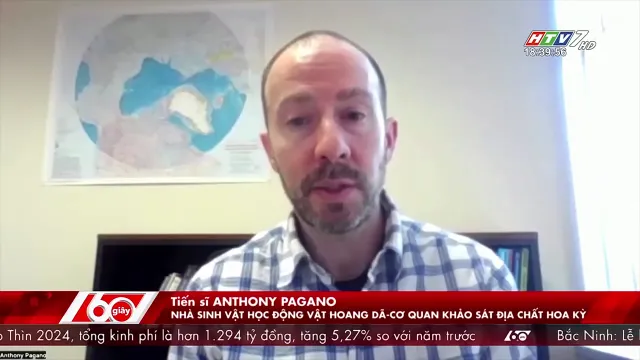 HTV7 HD
18:39:56
60 giây
Tiến sĩ ANTHONY PAGANO
NHÀ SINH VẬT HỌC ĐỘNG VẬT HOANG DÃ-CƠ QUAN KHẢO SÁT ĐỊA CHẤT HOA KỲ
o Thìn 2024, tổng kinh phí là hơn 1.294 tỷ đồng, tăng 5,27% so với năm trước 60 Bắc Ninh: Lễ
Anthony Pagano